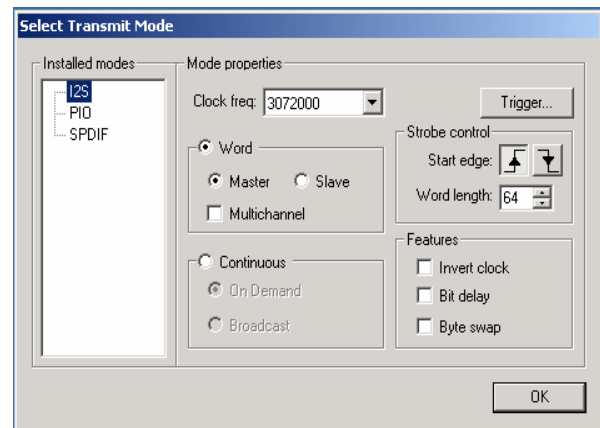 Select Transmit Mode
Installed modes
I2S
PIO
SPDIF
Mode properties
Clock freq: 3072000
Trigger...
Word
Master Slave
Multichannel
Strobe control
Start edge:
Word length: 64
Continuous
On Demand
Broadcast
Features
Invert clock
Bit delay
Byte swap
OK